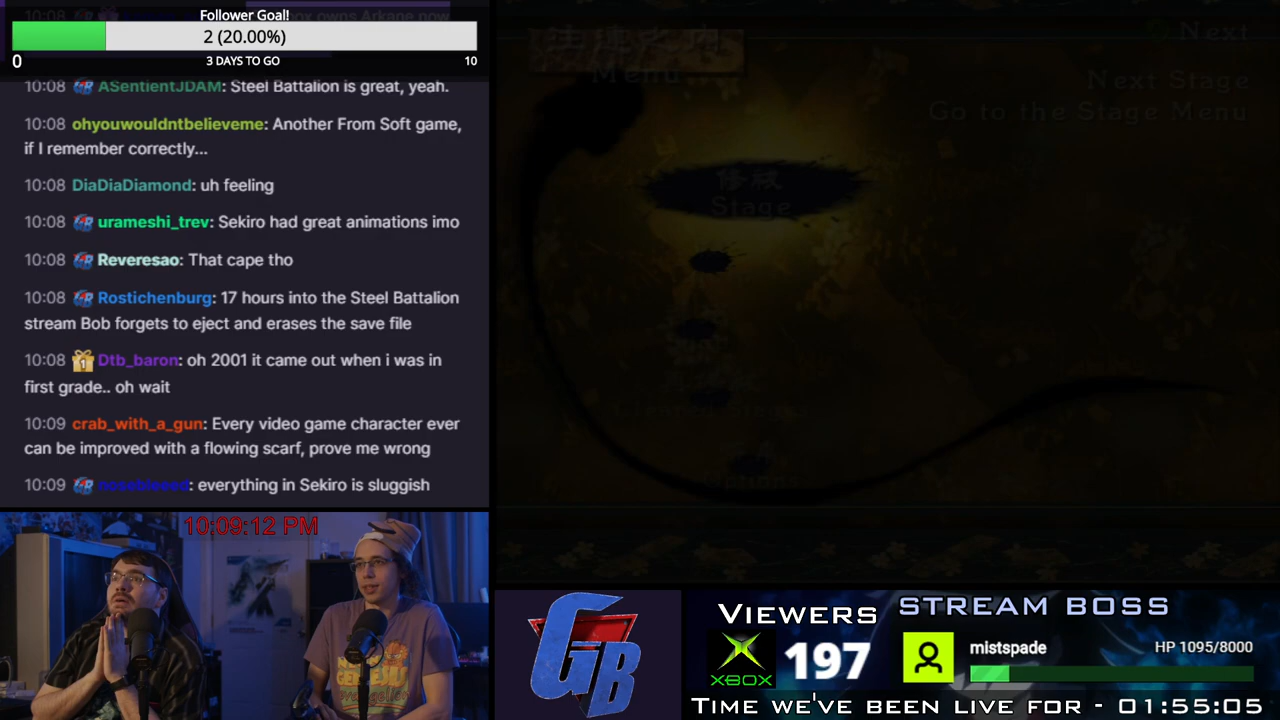 Follower Goal!
2 (20.00%)
0
3 DAYS TO GO
10
10:08 ASentientJDAM: Steel Battalion is great, yeah.
10:08 ohyouwouldntbelieveme: Another From Soft game,
if I remember correctly...
10:08 DiaDiaDiamond: uh feeling
10:08 urameshi_trev: Sekiro had great animations imo
10:08 Reveresao: That cape tho
10:08 Rostichenburg: 17 hours into the Steel Battalion
stream Bob forgets to eject and erases the save file
10:08 1 Dtb_baron: oh 2001 it came out when i was in
first grade.. oh wait
10:09 crab_with_a_gun: Every video game character ever
can be improved with a flowing scarf, prove me wrong
10:09 nosebleeed: everything in Sekiro is sluggish
10:09:12 PM
Menu
Next
Next Stage
Go to the Stage Menu
Stage
GB
VIEWERS
XBOX
197
STREAM BOSS
mistspade
HP 1095/8000
TIME WE'VE BEEN LIVE FOR - 01:55:05